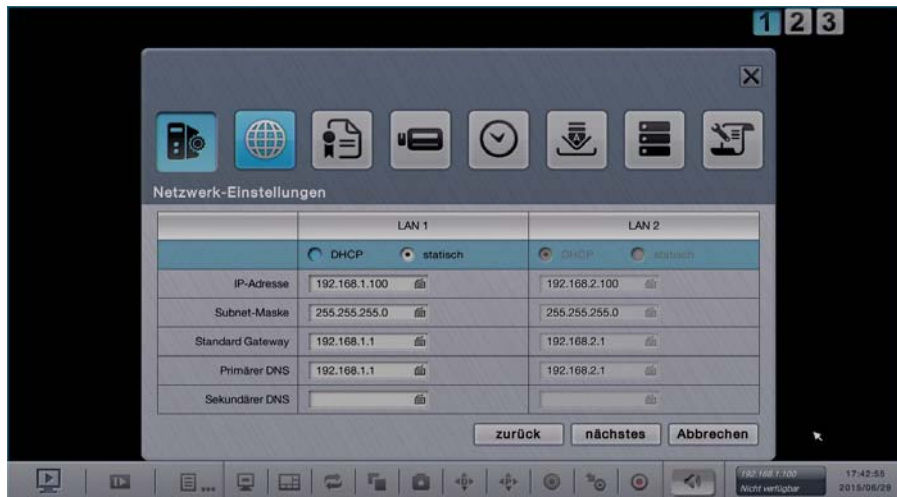 1 2 3
Netzwerk-Einstellungen
LAN 1 LAN 2
DHCP statisch DHCP statisch
IP-Adresse 192.168.1.100 192.168.2.100
Subnet-Maske 255.255.255.0 255.255.255.0
Standard Gateway 192.168.1.1 192.168.2.1
Primärer DNS 192.168.1.1 192.168.2.1
Sekundärer DNS
zurück nächstes Abbrechen
192.168.1.100 17:42:55
Nicht verfügbar 2015/06/29